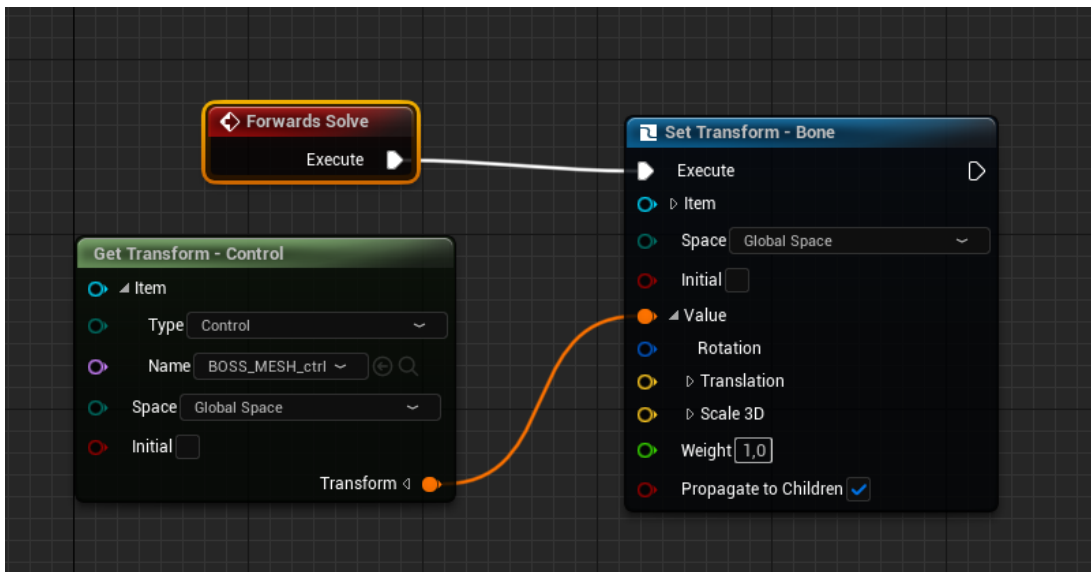 Forwards Solve
Execute
Set Transform - Bone
Execute
Item
Space Global Space
Initial
Value
Rotation
Translation
Scale 3D
Weight 1,0
Propagate to Children
Get Transform - Control
Item
Type Control
Name BOSS_MESH_ctrl
Space Global Space
Initial
Transform